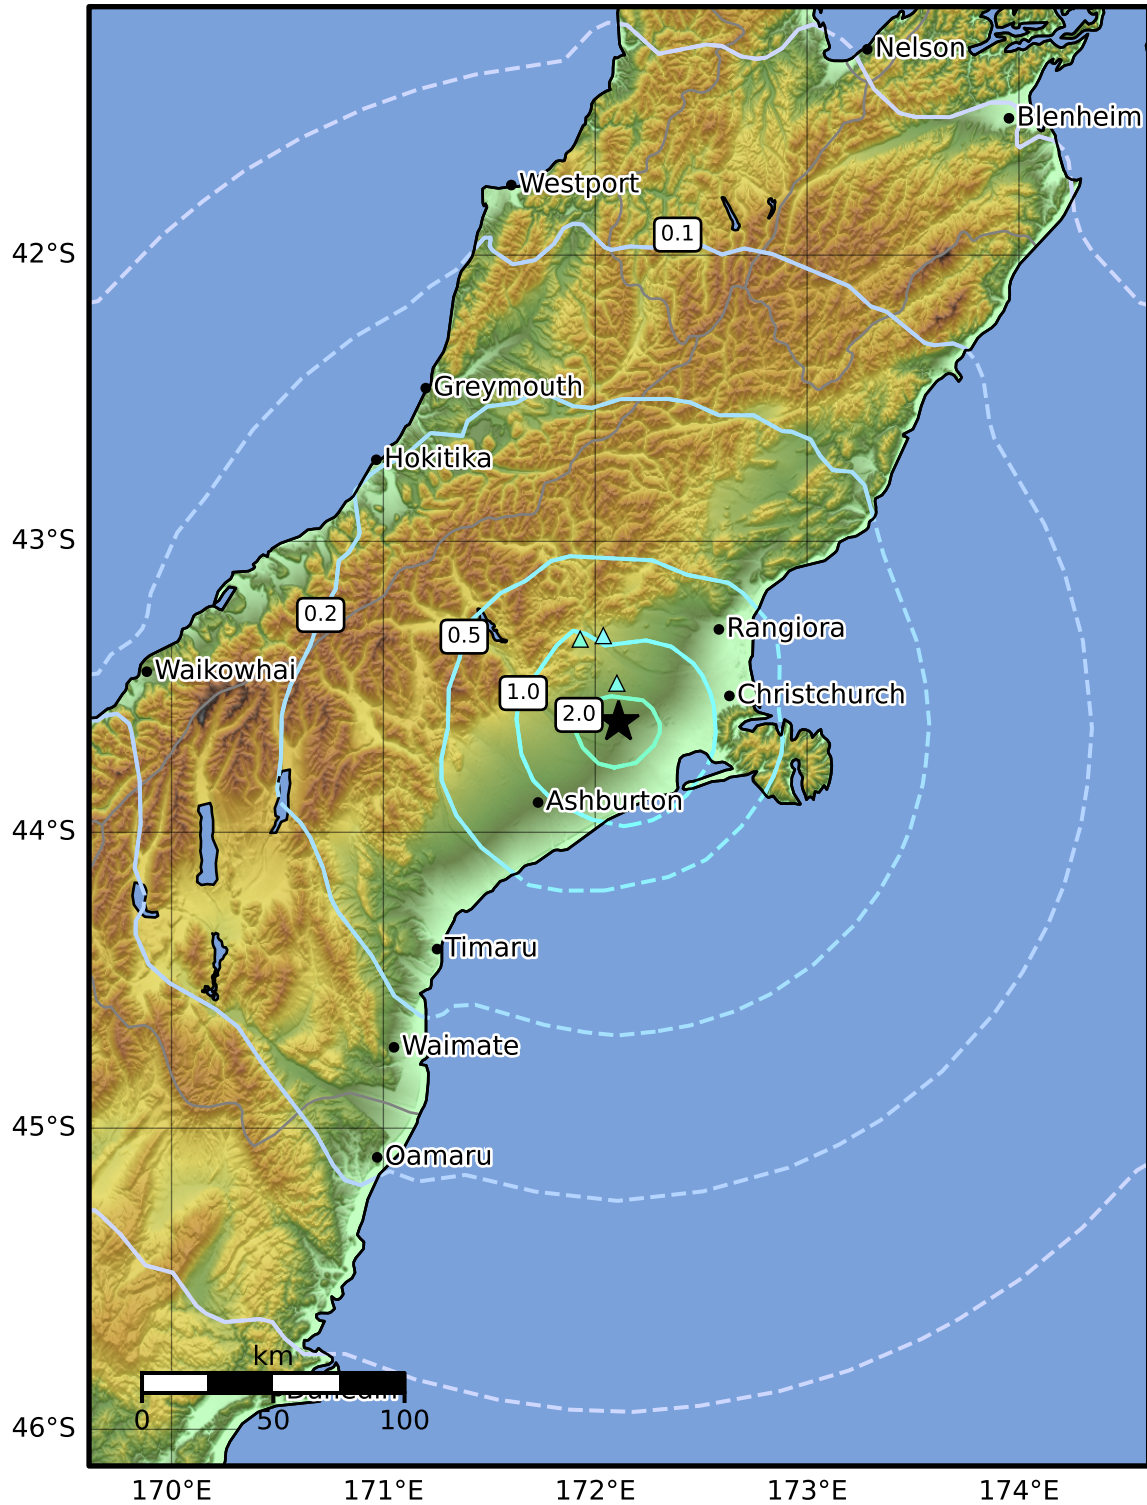 Nelson
Blenheim
Westport
0.1
42°S
Greymouth
Hokitika
43°S
0.2
0.5
Rangiora
Waikowhai
1.0
Christchurch
2.0
Ashburton
44°S
Timaru
Waimate
45°S
Oamaru
km
0 50 100
46°S
170°E 171°E 172°E 173°E 174°E